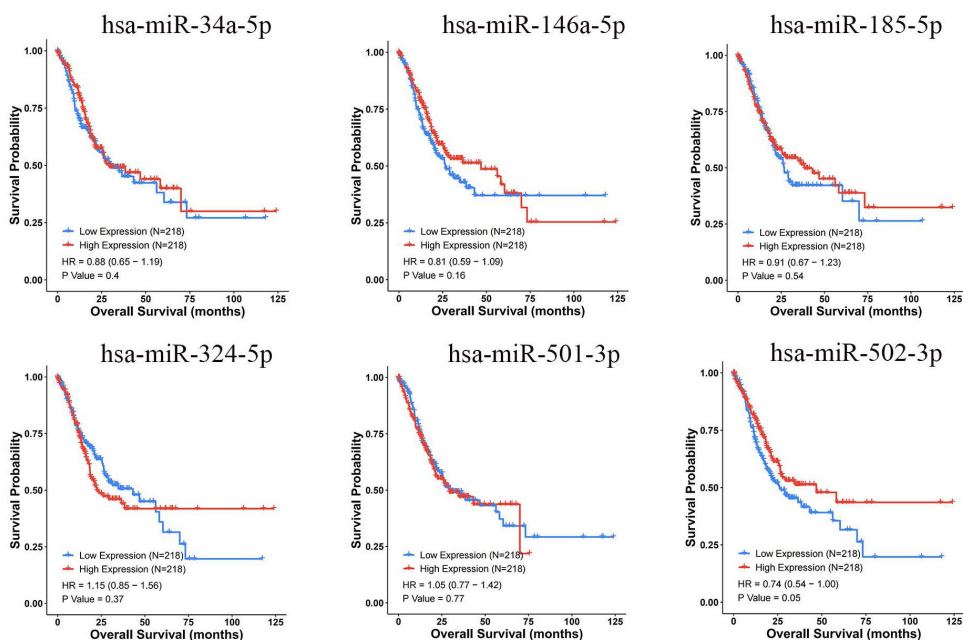 hsa-miR-34a-5p
Survival Probability
1.00
0.75
0.50
0.25
0.00
Low Expression (N=218)
High Expression (N=218)
HR = 0.88 (0.65 − 1.19)
P Value = 0.4
0 25 50 75 100 125
Overall Survival (months)
hsa-miR-146a-5p
Survival Probability
1.00
0.75
0.50
0.25
0.00
Low Expression (N=218)
High Expression (N=218)
HR = 0.81 (0.59 − 1.09)
P Value = 0.16
0 25 50 75 100 125
Overall Survival (months)
hsa-miR-185-5p
Survival Probability
1.00
0.75
0.50
0.25
0.00
Low Expression (N=218)
High Expression (N=218)
HR = 0.91 (0.67 − 1.23)
P Value = 0.54
0 25 50 75 100 125
Overall Survival (months)
hsa-miR-324-5p
Survival Probability
1.00
0.75
0.50
0.25
0.00
Low Expression (N=218)
High Expression (N=218)
HR = 1.15 (0.85 − 1.56)
P Value = 0.37
0 25 50 75 100 125
Overall Survival (months)
hsa-miR-501-3p
Survival Probability
1.00
0.75
0.50
0.25
0.00
Low Expression (N=218)
High Expression (N=218)
HR = 1.05 (0.77 − 1.42)
P Value = 0.77
0 25 50 75 100 125
Overall Survival (months)
hsa-miR-502-3p
Survival Probability
1.00
0.75
0.50
0.25
0.00
Low Expression (N=218)
High Expression (N=218)
HR = 0.74 (0.54 − 1.00)
P Value = 0.05
0 25 50 75 100 125
Overall Survival (months)